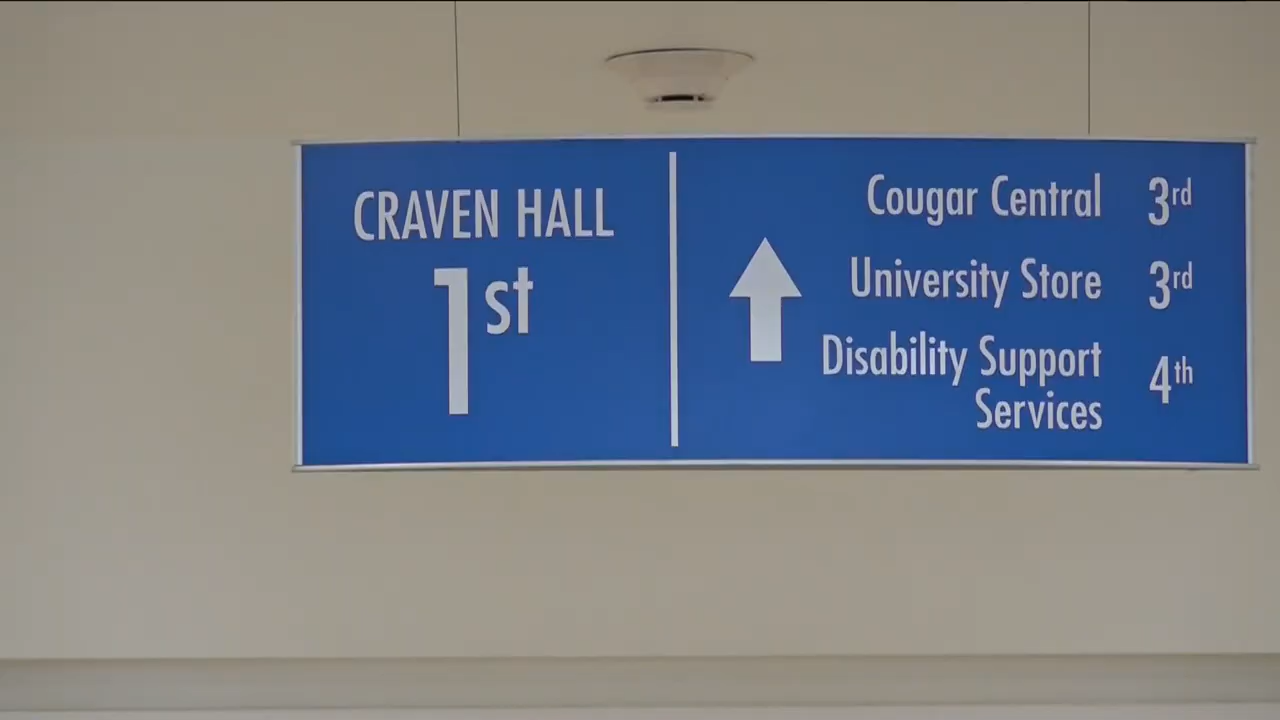 CRAVEN HALL
1st
Cougar Central 3rd
University Store 3rd
Disability Support
Services 4th